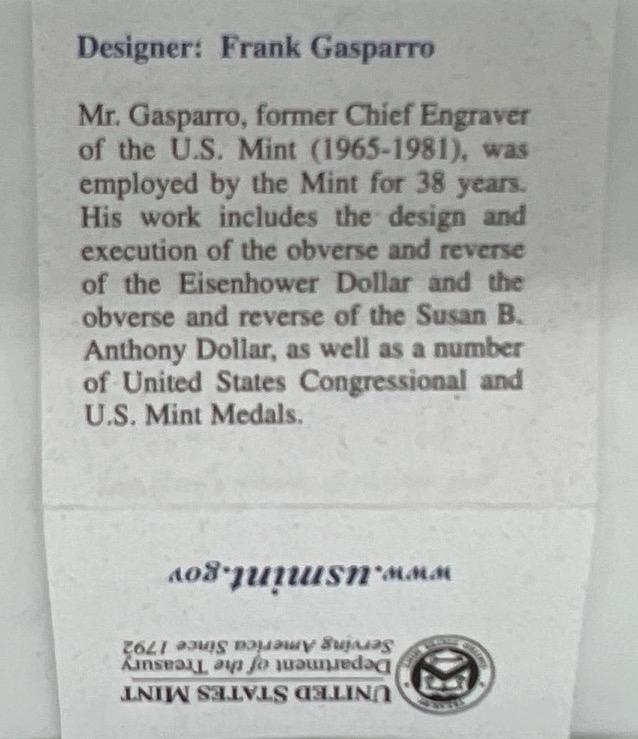 Designer: Frank Gasparro
Mr. Gasparro, former Chief Engraver
of the U.S. Mint (1965-1981), was
employed by the Mint for 38 years.
His work includes the design and
execution of the obverse and reverse
of the Eisenhower Dollar and the
obverse and reverse of the Susan B.
Anthony Dollar, as well as a number
of United States Congressional and
U.S. Mint Medals.
www.usmint.gov
UNITED STATES MINT
Department of the Treasury
Serving America Since 1792